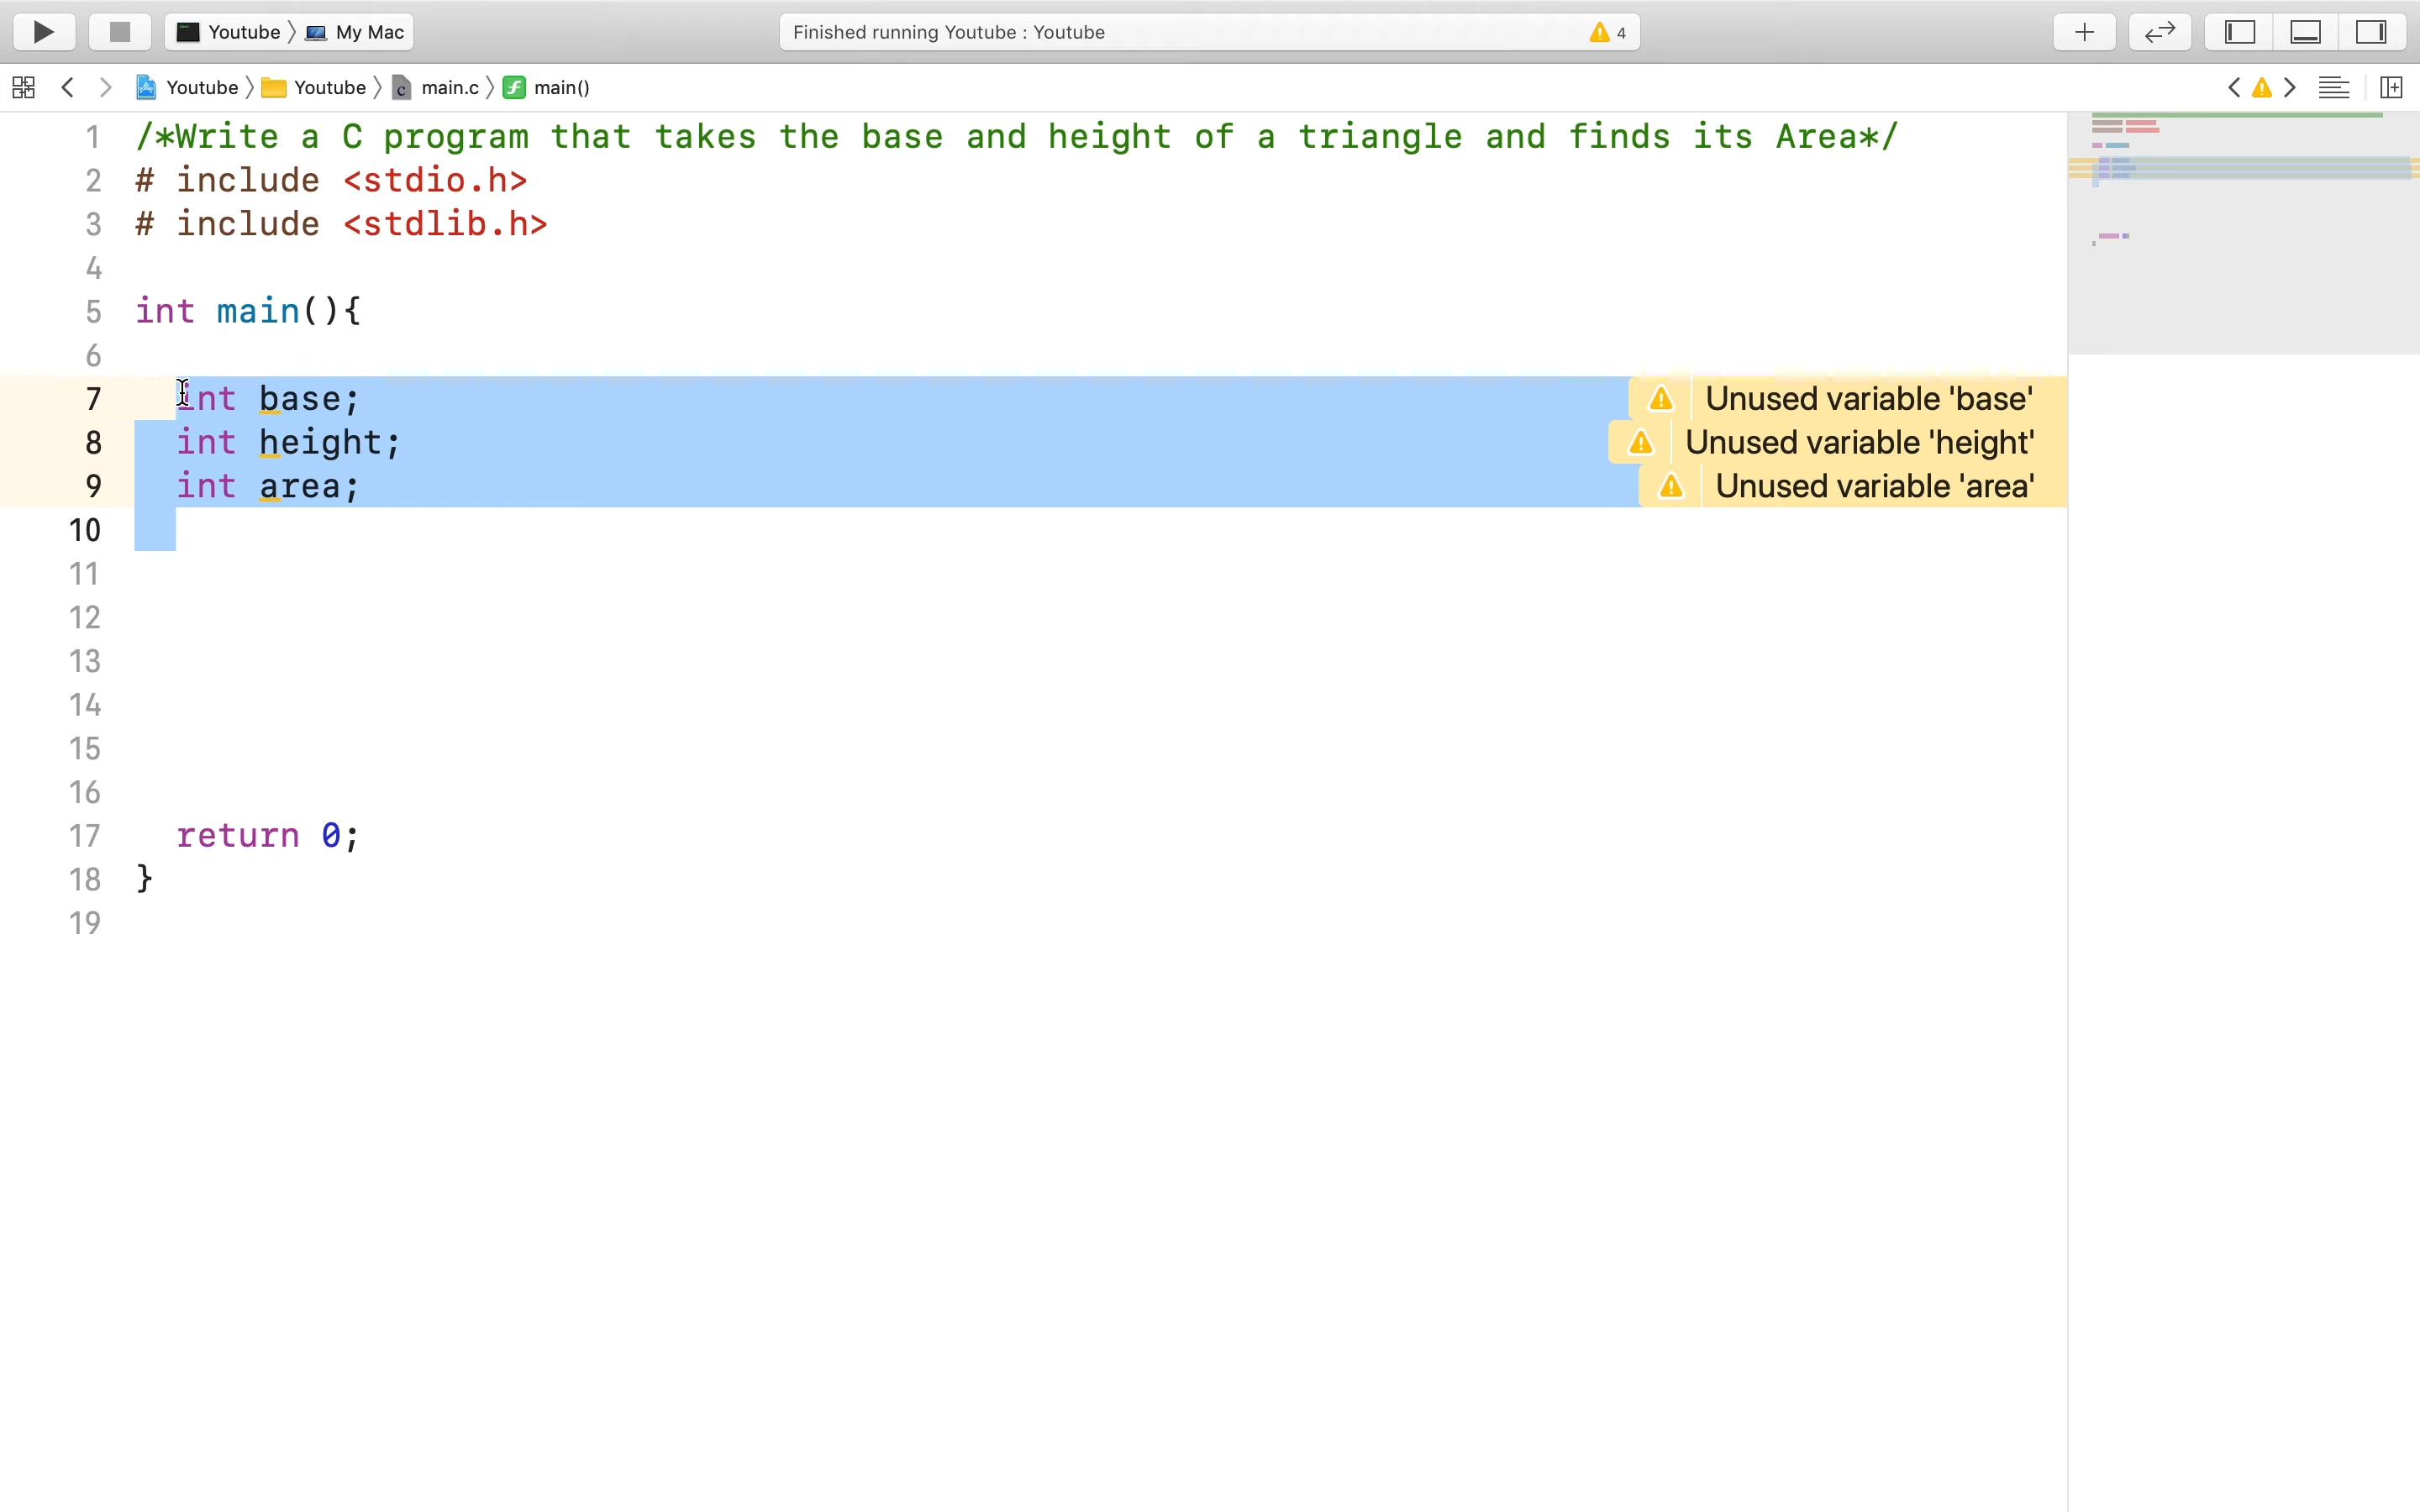 Youtube 〉 My Mac
Finished running Youtube : Youtube
4
Youtube 〉 Youtube 〉 main.c 〉 main()
1 /*Write a C program that takes the base and height of a triangle and finds its Area*/
2 # include <stdio.h>
3 # include <stdlib.h>
4
5 int main(){
6
7 int base; Unused variable 'base'
8 int height; Unused variable 'height'
9 int area; Unused variable 'area'
10
11
12
13
14
15
16
17 return 0;
18 }
19